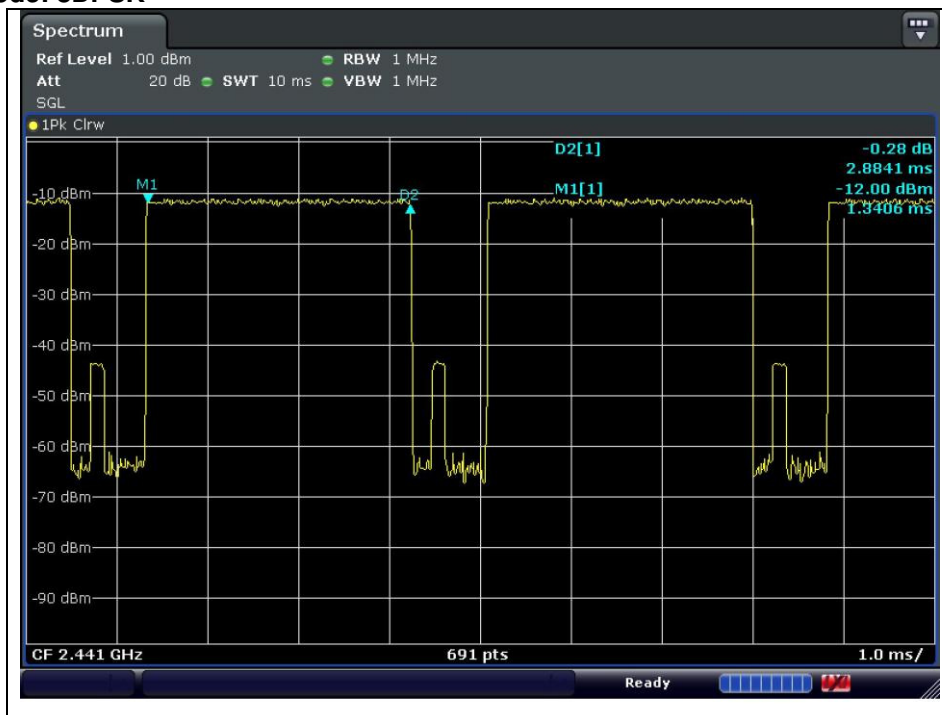 Spectrum
Ref Level 1.00 dBm RBW 1 MHz
Att 20 dB SWT 10 ms VBW 1 MHz
SGL
1Pk Clrw
D2[1] -0.28 dB
2.8841 ms
M1[1] -12.00 dBm
1.3406 ms
M1
D2
-10 dBm
-20 dBm
-30 dBm
-40 dBm
-50 dBm
-60 dBm
-70 dBm
-80 dBm
-90 dBm
CF 2.441 GHz 691 pts 1.0 ms/
Ready